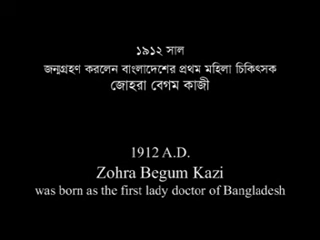 ১৯১২ সাল
জন্মগ্রহণ করলেন বাংলাদেশের প্রথম মহিলা চিকিৎসক
জোহরা বেগম কাজী
1912 A.D.
Zohra Begum Kazi
was born as the first lady doctor of Bangladesh